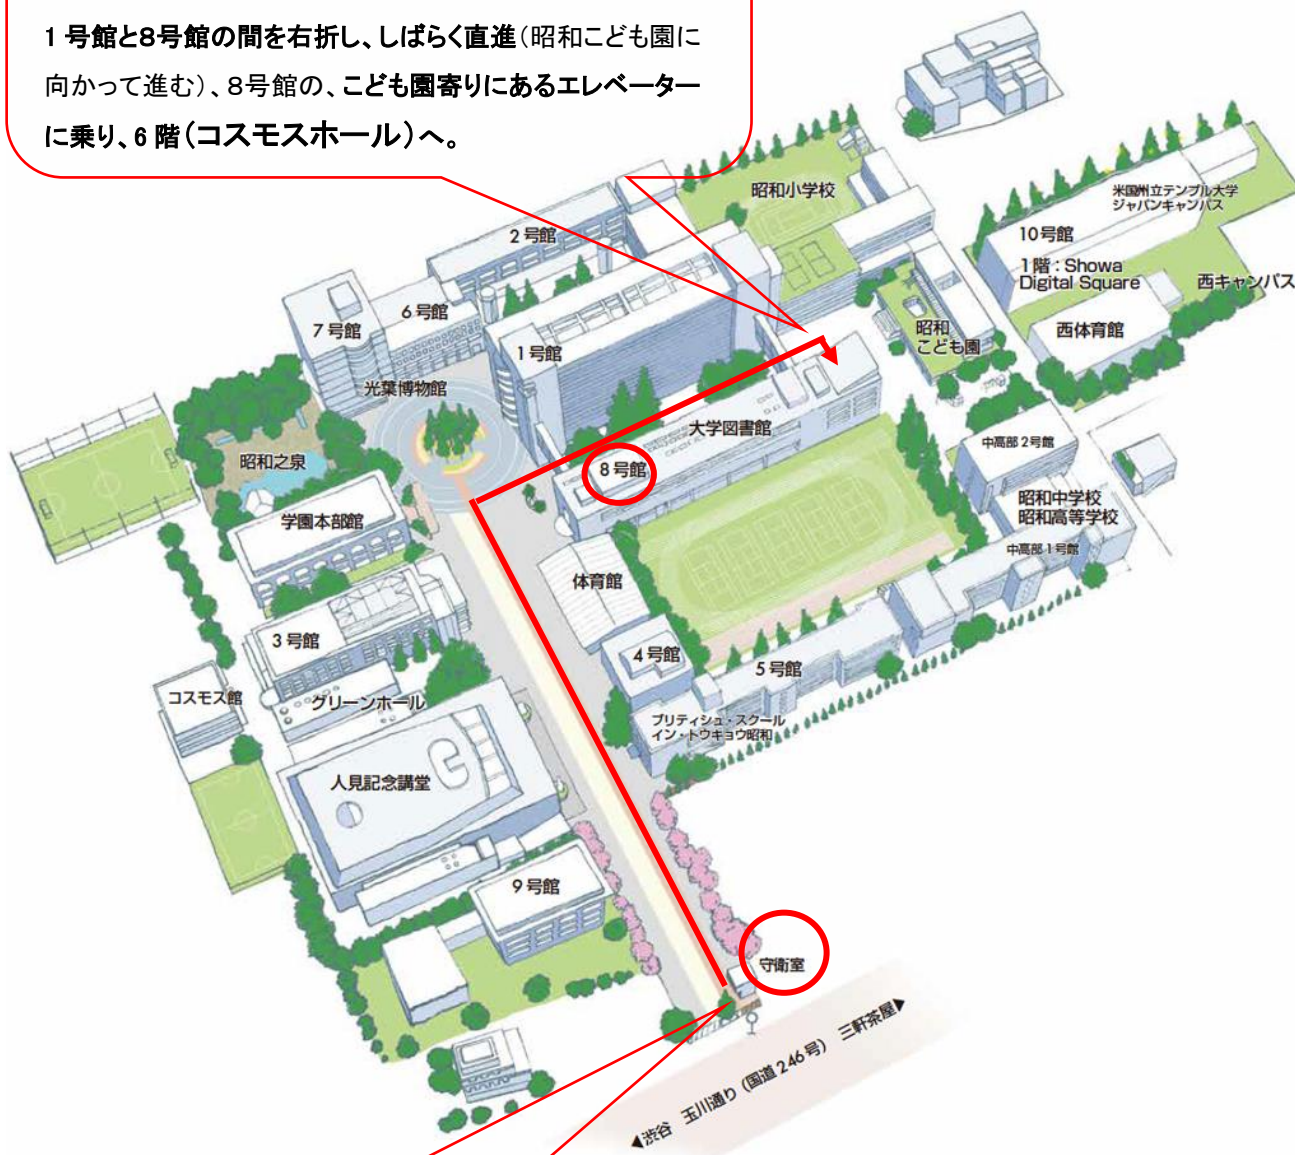 1号館と8号館の間を右折し、しばらく直進(昭和こども園に
向かって進む)、8号館の、こども園寄りにあるエレベーター
に乗り、6階(コスモスホール)へ。
昭和小学校
米国州立テンプル大学
ジャパンキャンパス
2号館
10号館
1階:Showa
Digital Square
西キャンパス
7号館
6号館
1号館
昭和
こども園
西体育館
光葉博物館
大学図書館
中高部2号館
昭和之泉
8号館
昭和中学校
昭和高等学校
学園本部館
中高部1号館
体育館
3号館
4号館
5号館
コスモス館
グリーンホール
ブリティシュ・スクール
イン・トウキョウ昭和
人見記念講堂
9号館
守衛室
◀渋谷 玉川通り(国道246号) 三軒茶屋▶